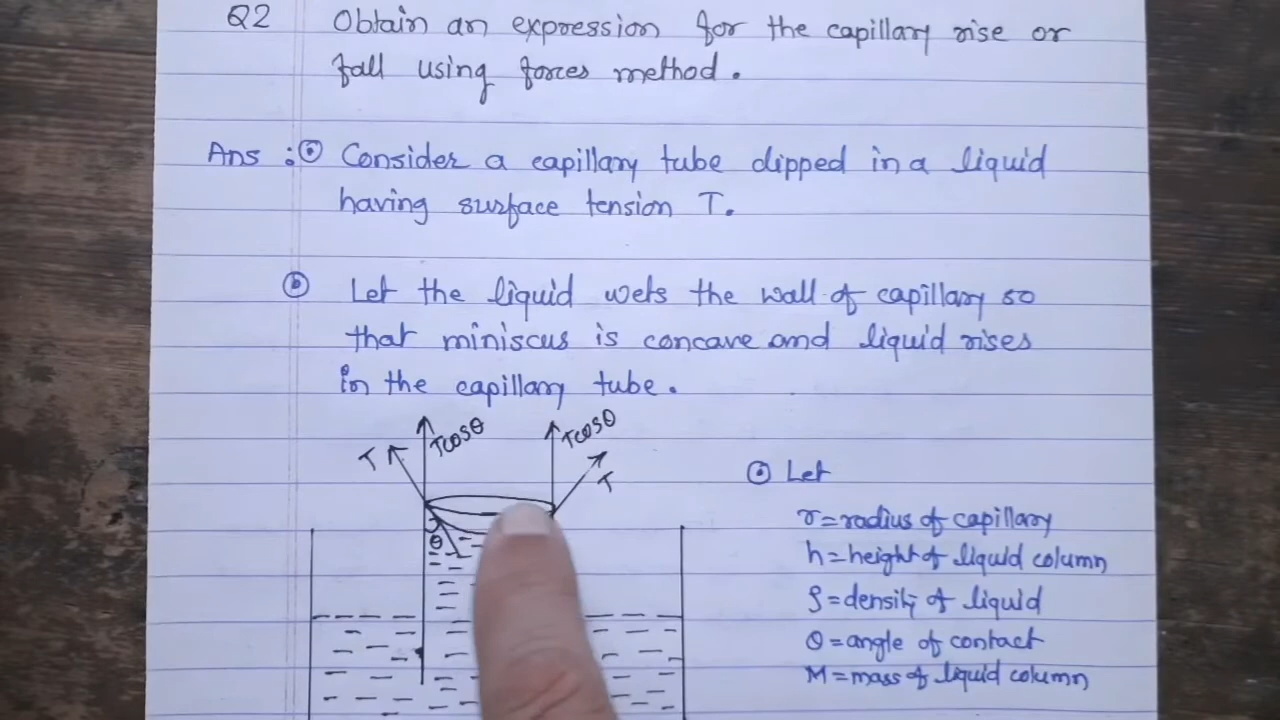 Q2 Obtain an expression for the capillary rise or
fall using forces method.
Ans :ⓐ Consider a capillary tube dipped in a liquid
having surface tension T.
ⓑ Let the liquid wets the wall of capillary so
that miniscus is concave and liquid rises
in the capillary tube.
T Tcosθ Tcosθ T
θ
ⓒ Let
r=radius of capillary
h=height of liquid column
ρ=density of liquid
θ=angle of contact
M=mass of liquid column